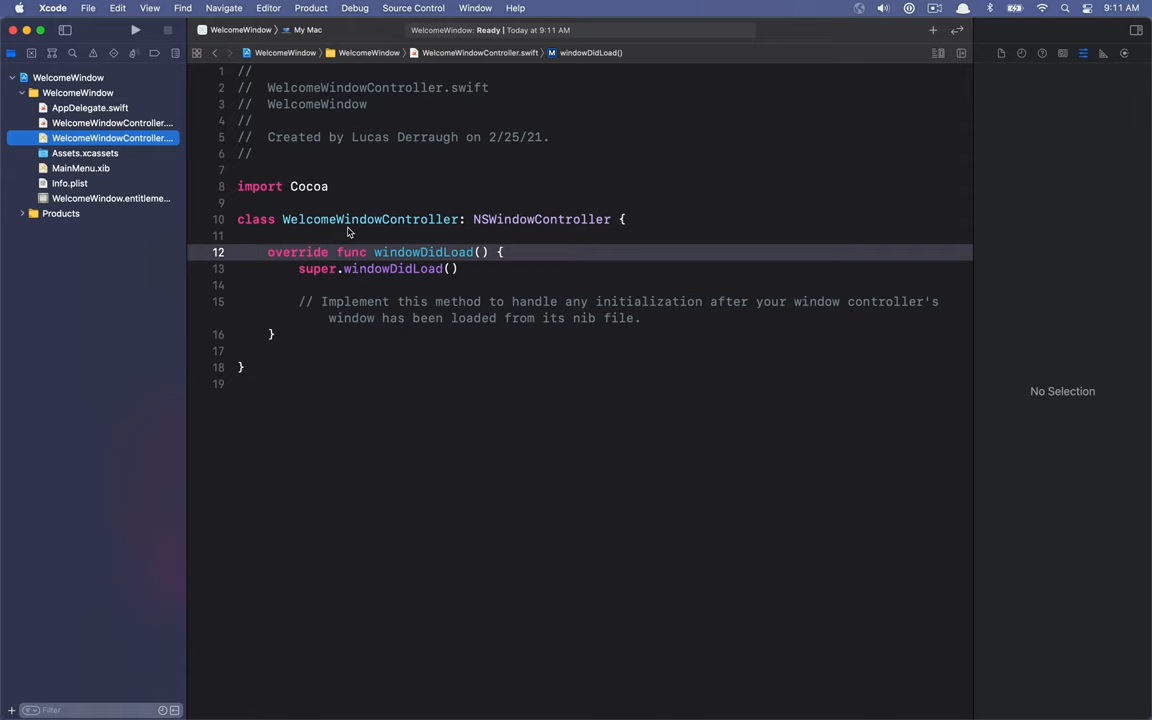 Xcode File Edit View Find Navigate Editor Product Debug Source Control Window Help 9:11 AM
WelcomeWindow My Mac WelcomeWindow: Ready | Today at 9:11 AM
WelcomeWindow WelcomeWindow WelcomeWindowController.swift M windowDidLoad()
WelcomeWindow
WelcomeWindow
AppDelegate.swift
WelcomeWindowController....
WelcomeWindowController....
Assets.xcassets
MainMenu.xib
Info.plist
WelcomeWindow.entitleme...
Products
1 //
2 // WelcomeWindowController.swift
3 // WelcomeWindow
4 //
5 // Created by Lucas Derraugh on 2/25/21.
6 //
7
8 import Cocoa
9
10 class WelcomeWindowController: NSWindowController {
11
12 override func windowDidLoad() {
13 super.windowDidLoad()
14
15 // Implement this method to handle any initialization after your window controller's
window has been loaded from its nib file.
16 }
17
18 }
19
No Selection
Filter